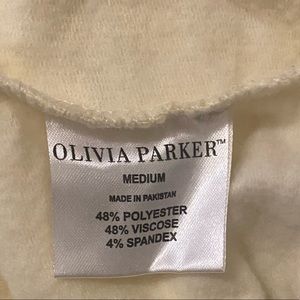 OLIVIA PARKER™
MEDIUM
MADE IN PAKISTAN
48% POLYESTER
48% VISCOSE
4% SPANDEX